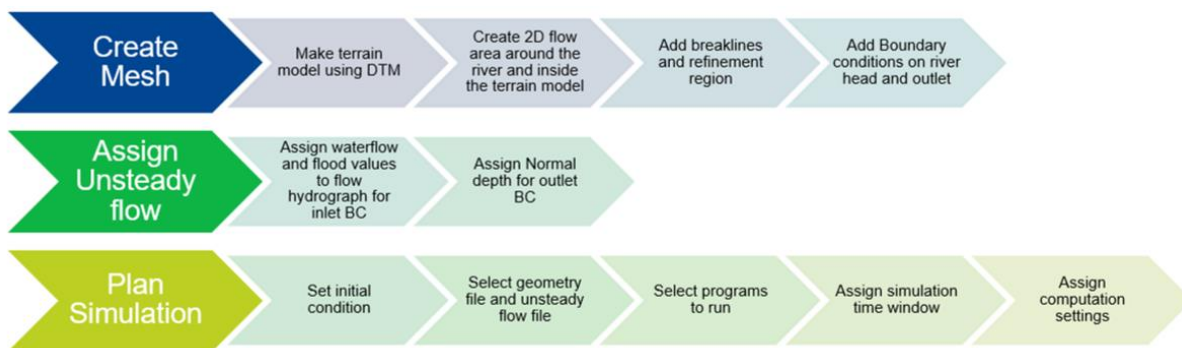 Create
Mesh
Make terrain
model using DTM
Create 2D flow
area around the
river and inside
the terrain model
Add breaklines
and refinement
region
Add Boundary
conditions on river
head and outlet
Assign
Unsteady
flow
Assign waterflow
and flood values
to flow
hydrograph for
inlet BC
Assign Normal
depth for outlet
BC
Plan
Simulation
Set initial
condition
Select geometry
file and unsteady
flow file
Select programs
to run
Assign simulation
time window
Assign
computation
settings